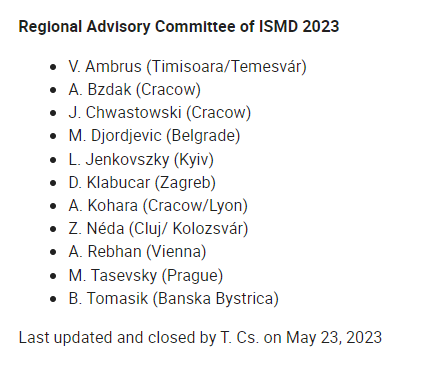 Regional Advisory Committee of ISMD 2023
• V. Ambrus (Timisoara/Temesvár)
• A. Bzdak (Cracow)
• J. Chwastowski (Cracow)
• M. Djordjevic (Belgrade)
• L. Jenkovszky (Kyiv)
• D. Klabucar (Zagreb)
• A. Kohara (Cracow/Lyon)
• Z. Néda (Cluj/ Kolozsvár)
• A. Rebhan (Vienna)
• M. Tasevsky (Prague)
• B. Tomasik (Banska Bystrica)
Last updated and closed by T. Cs. on May 23, 2023